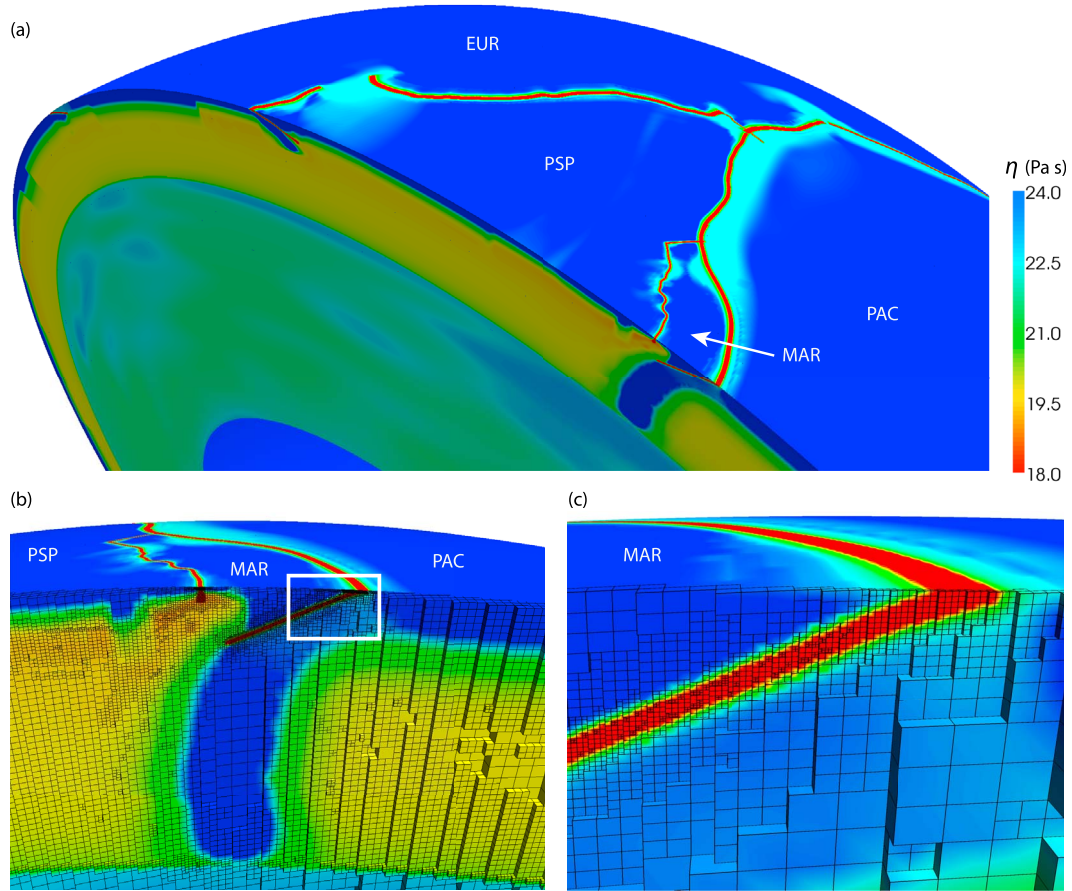 (a)
EUR
PSP
η (Pa s)
24.0
22.5
PAC
21.0
MAR
19.5
18.0
(b)
(c)
PSP
MAR
PAC
MAR